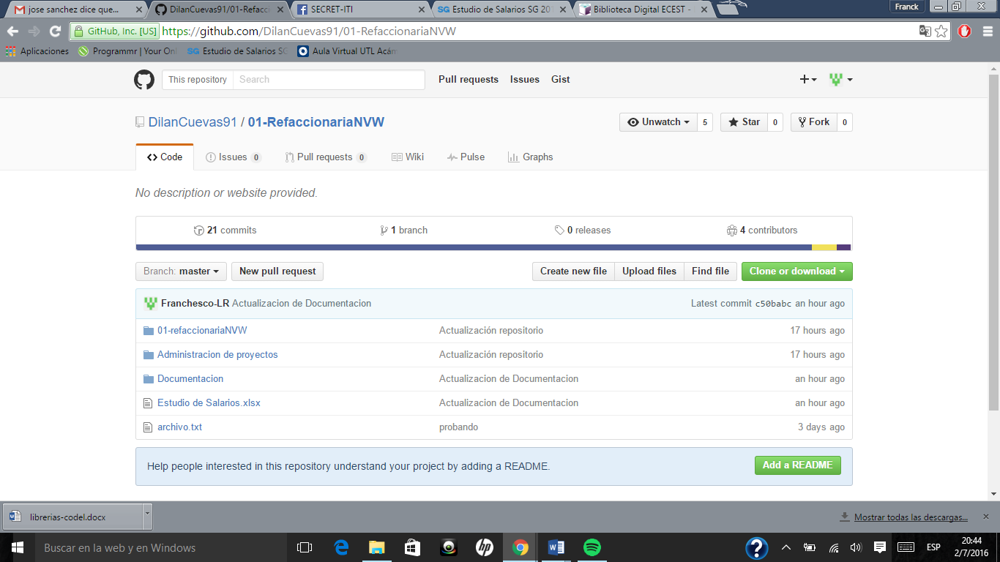 jose sanchez dice que...
DilanCuevas91/01-Refacci
SECRET-ITI
SG Estudio de Salarios SG 20
Biblioteca Digital ECEST -
Franck
GitHub, Inc. [US] https://github.com/DilanCuevas91/01-RefaccionariaNVW
Aplicaciones
Programmr | Your Onl
SG Estudio de Salarios SG
Aula Virtual UTL Acám
This repository Search
Pull requests Issues Gist
DilanCuevas91 / 01-RefaccionariaNVW
Unwatch 5 Star 0 Fork 0
Code Issues 0 Pull requests 0 Wiki Pulse Graphs
No description or website provided.
21 commits 1 branch 0 releases 4 contributors
Branch: master New pull request Create new file Upload files Find file Clone or download
Franchesco-LR Actualizacion de Documentacion Latest commit c50babc an hour ago
01-refaccionariaNVW Actualización repositorio 17 hours ago
Administracion de proyectos Actualización repositorio 17 hours ago
Documentacion Actualizacion de Documentacion an hour ago
Estudio de Salarios.xlsx Actualizacion de Documentacion an hour ago
archivo.txt probando 3 days ago
Help people interested in this repository understand your project by adding a README. Add a README
librerias-codel.docx
Mostrar todas las descargas...
Buscar en la web y en Windows
ESP
20:44
2/7/2016